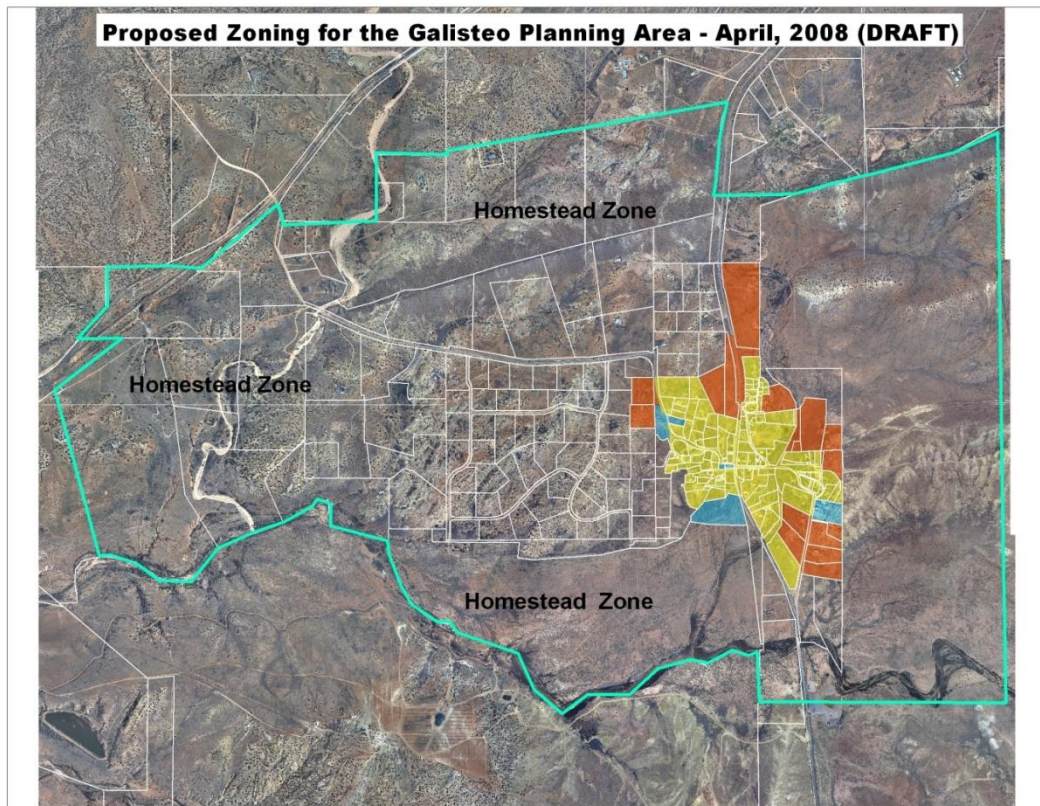 Proposed Zoning for the Galisteo Planning Area - April, 2008 (DRAFT)
Homestead Zone
Homestead Zone
Homestead Zone